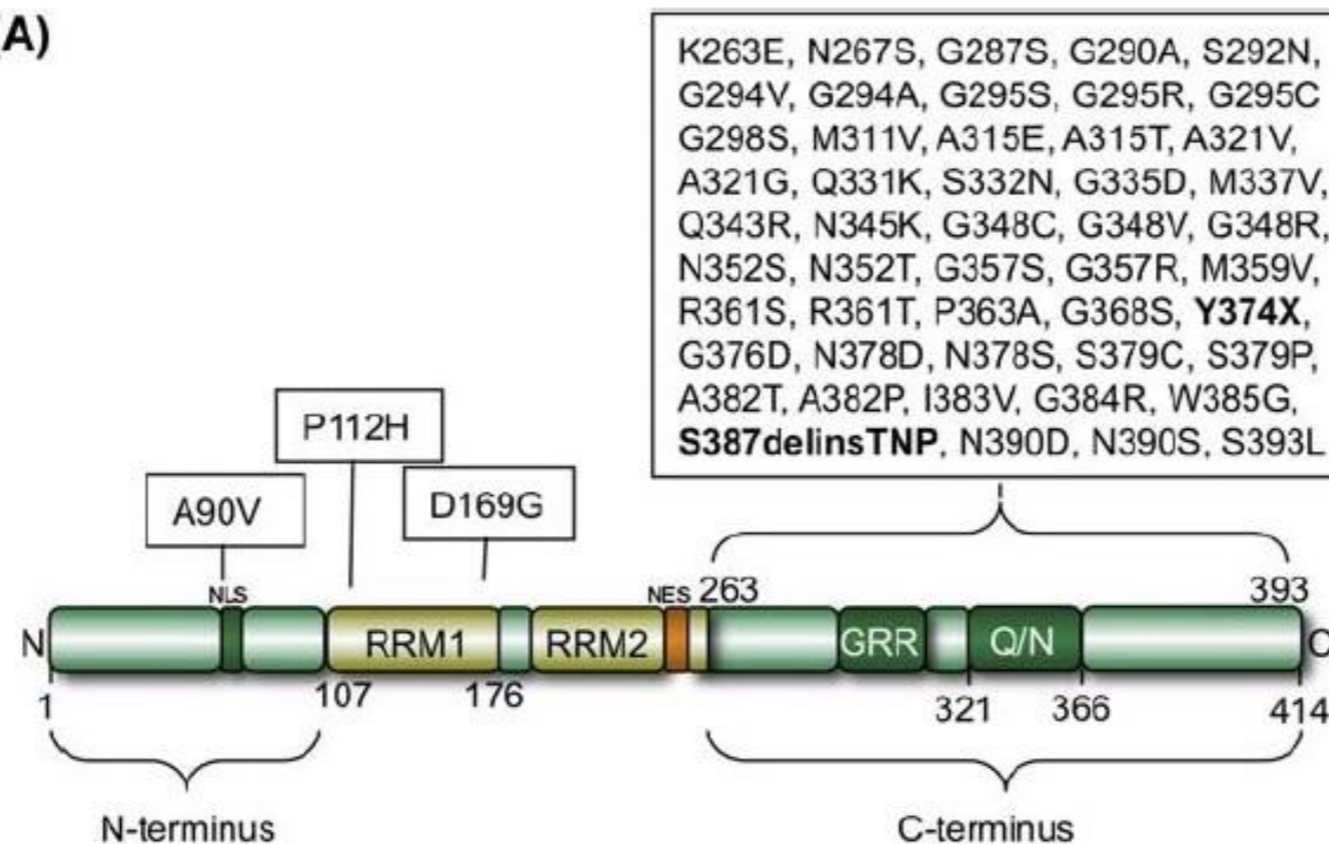 A)
K263E, N267S, G287S, G290A, S292N,
G294V, G294A, G295S, G295R, G295C
G298S, M311V, A315E, A315T, A321V,
A321G, Q331K, S332N, G335D, M337V,
Q343R, N345K, G348C, G348V, G348R,
N352S, N352T, G357S, G357R, M359V,
R361S, R361T, P363A, G368S, Y374X,
G376D, N378D, N378S, S379C, S379P,
A382T, A382P, I383V, G384R, W385G,
S387delinsTNP, N390D, N390S, S393L
P112H
A90V
D169G
NLS
NES
263
393
N
RRM1
RRM2
GRR
Q/N
C
1
107
176
321
366
414
N-terminus
C-terminus